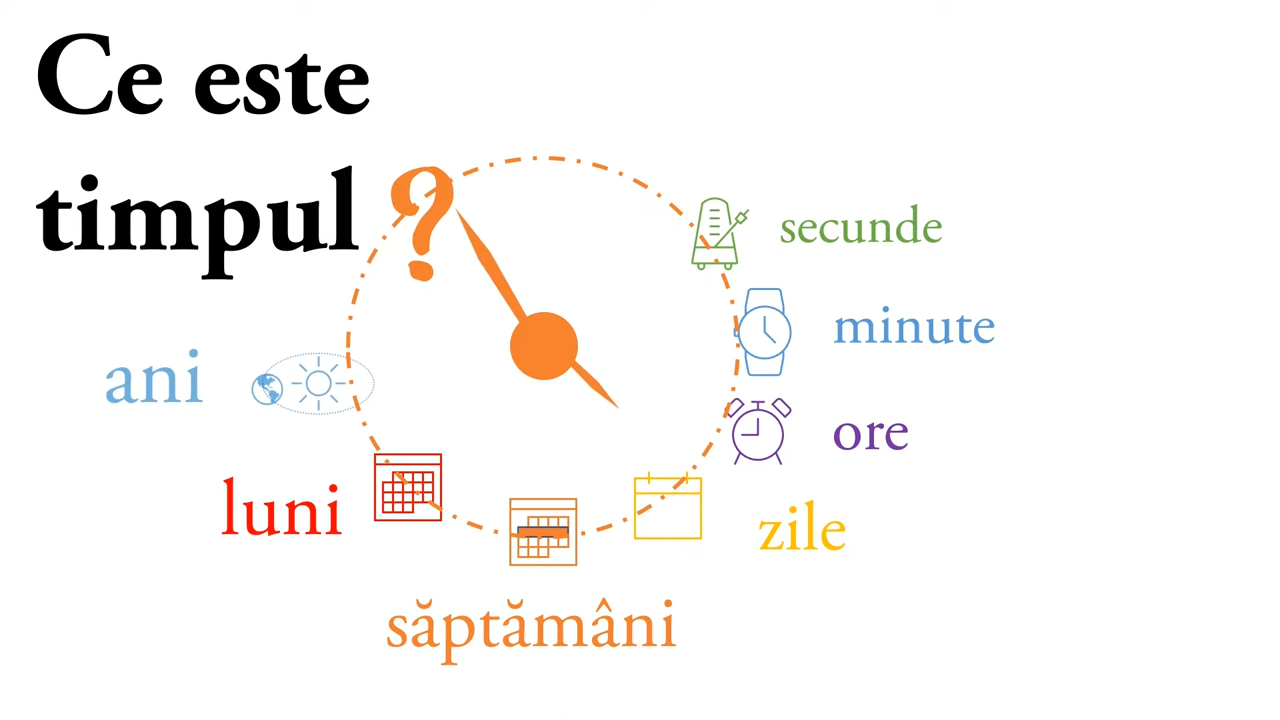 Ce este
timpul ?
secunde
minute
ore
zile
săptămâni
luni
ani